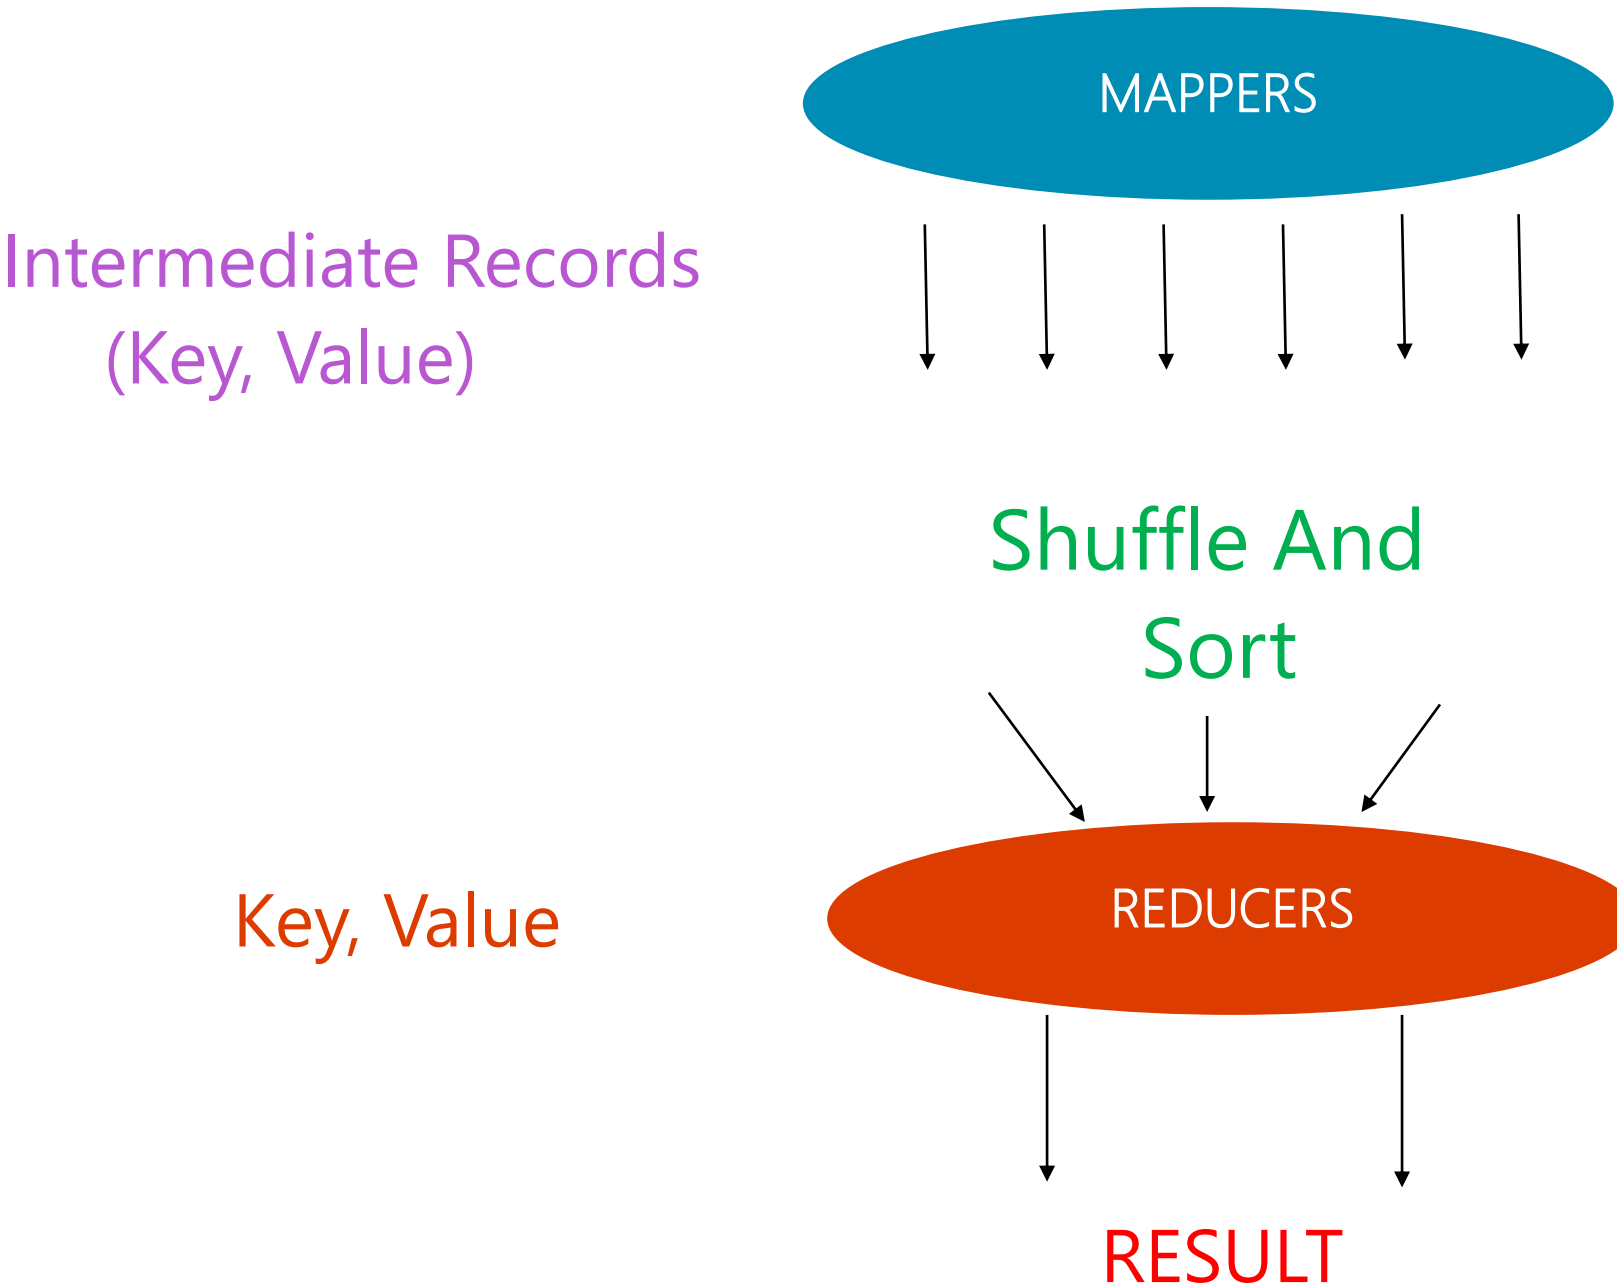 MAPPERS
Intermediate Records
(Key, Value)
Shuffle And
Sort
Key, Value
REDUCERS
RESULT